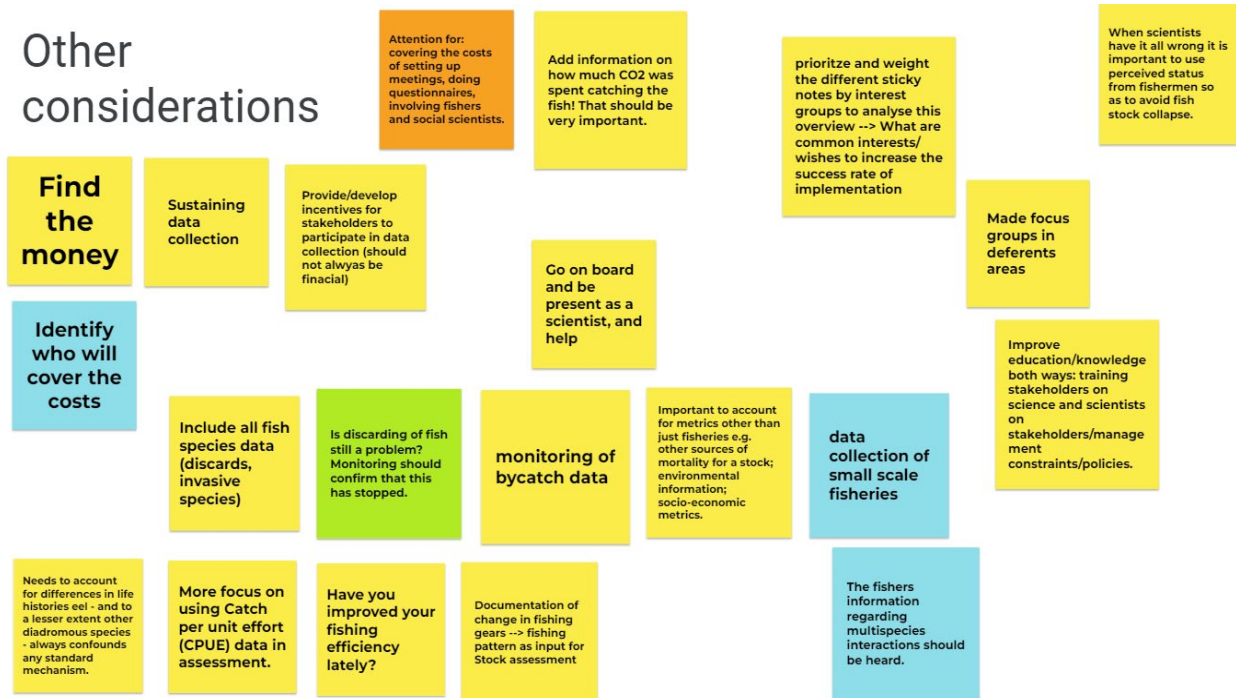 Other
considerations
Attention for:
covering the costs
of setting up
meetings, doing
questionnaires,
involving fishers
and social scientists.
Add information on
how much CO2 was
spent catching the
fish! That should be
very important.
prioritze and weight
the different sticky
notes by interest
groups to analyse this
overview --> What are
common interests/
wishes to increase the
success rate of
implementation
When scientists
have it all wrong it is
important to use
perceived status
from fishermen so
as to avoid fish
stock collapse.
Find
the
money
Sustaining
data
collection
Provide/develop
incentives for
stakeholders to
participate in data
collection (should
not alwyas be
finacial)
Go on board
and be
present as a
scientist, and
help
Made focus
groups in
deferents
areas
Identify
who will
cover the
costs
Improve
education/knowledge
both ways: training
stakeholders on
science and scientists
on
stakeholders/manage
ment
constraints/policies.
Include all fish
species data
(discards,
invasive
species)
Is discarding of fish
still a problem?
Monitoring should
confirm that this
has stopped.
monitoring of
bycatch data
Important to account
for metrics other than
just fisheries e.g.
other sources of
mortality for a stock;
environmental
information;
socio-economic
metrics.
data
collection of
small scale
fisheries
Needs to account
for differences in life
histories eel - and to
a lesser extent other
diadromous species
- always confounds
any standard
mechanism.
More focus on
using Catch
per unit effort
(CPUE) data in
assessment.
Have you
improved your
fishing
efficiency
lately?
Documentation of
change in fishing
gears --> fishing
pattern as input for
Stock assessment
The fishers
information
regarding
multispecies
interactions should
be heard.